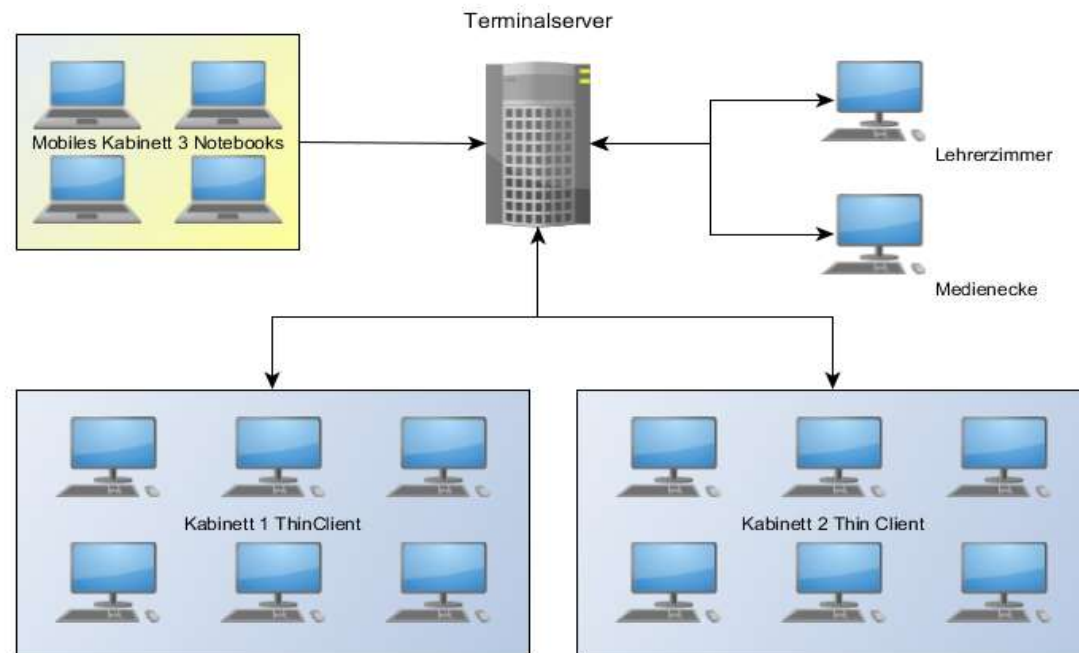 Terminalserver
Mobiles Kabinett 3 Notebooks
Lehrerzimmer
Medienecke
Kabinett 1 ThinClient
Kabinett 2 Thin Client